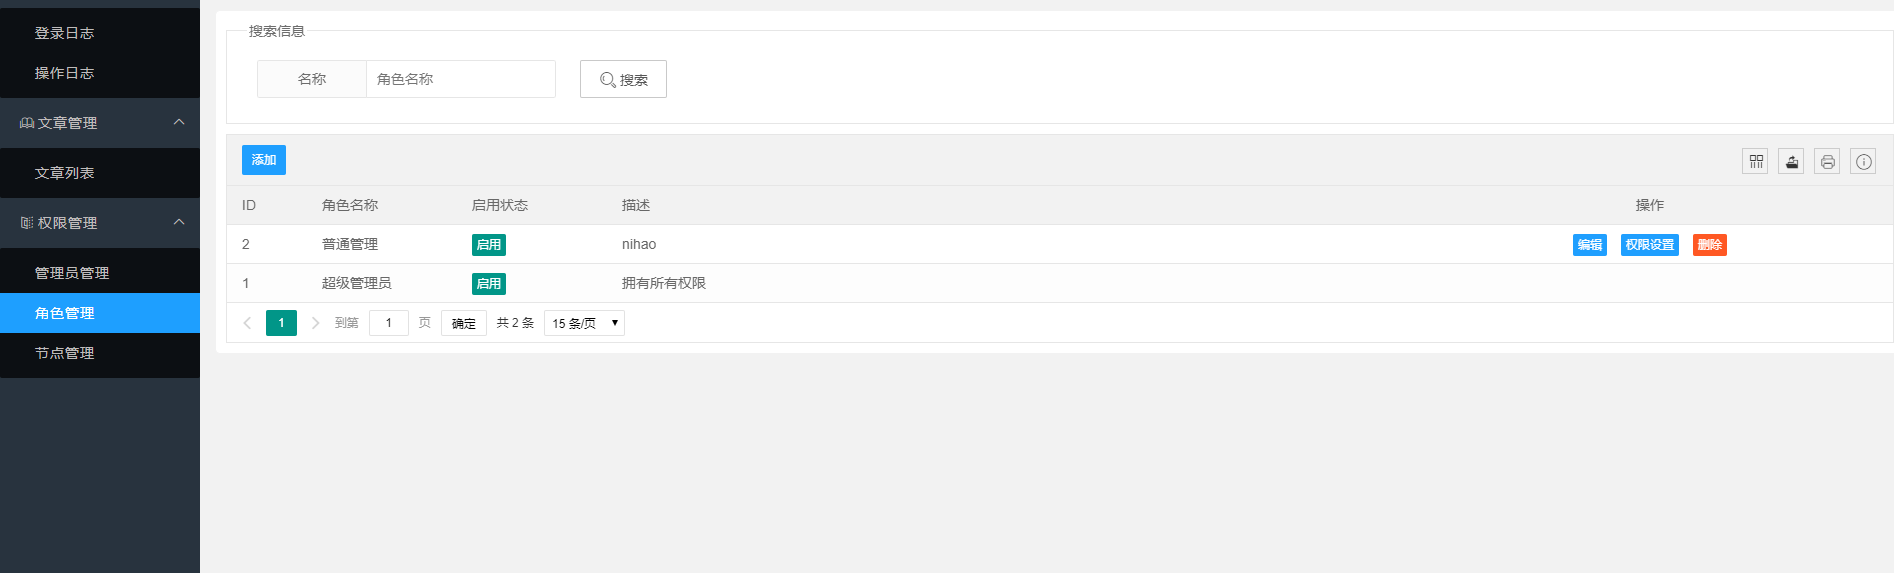 登录日志
操作日志
文章管理
文章列表
权限管理
管理员管理
角色管理
节点管理
搜索信息
名称 角色名称 搜索
添加
ID 角色名称 启用状态 描述 操作
2 普通管理 启用 nihao 编辑 权限设置 删除
1 超级管理员 启用 拥有所有权限
1 到第 1 页 确定 共 2 条 15 条/页